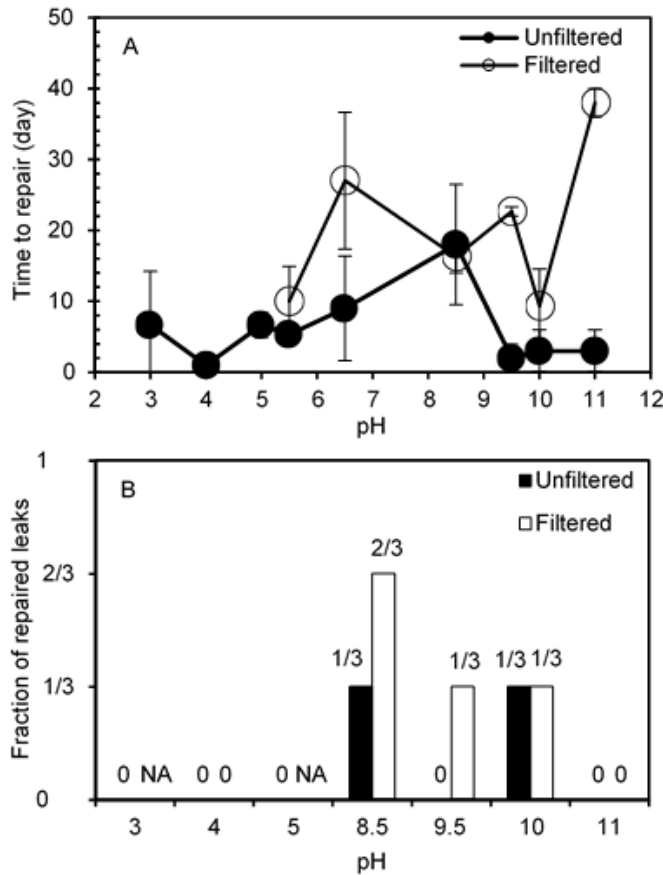 50
40
30
20
10
0
Time to repair (day)
A
Unfiltered
Filtered
2 3 4 5 6 7 8 9 10 11 12
pH
1
2/3
1/3
0
Fraction of repaired leaks
B
Unfiltered
Filtered
2/3
1/3 1/3 1/3 1/3
0 NA 0 0 0 NA 0 0 0
3 4 5 8.5 9.5 10 11
pH